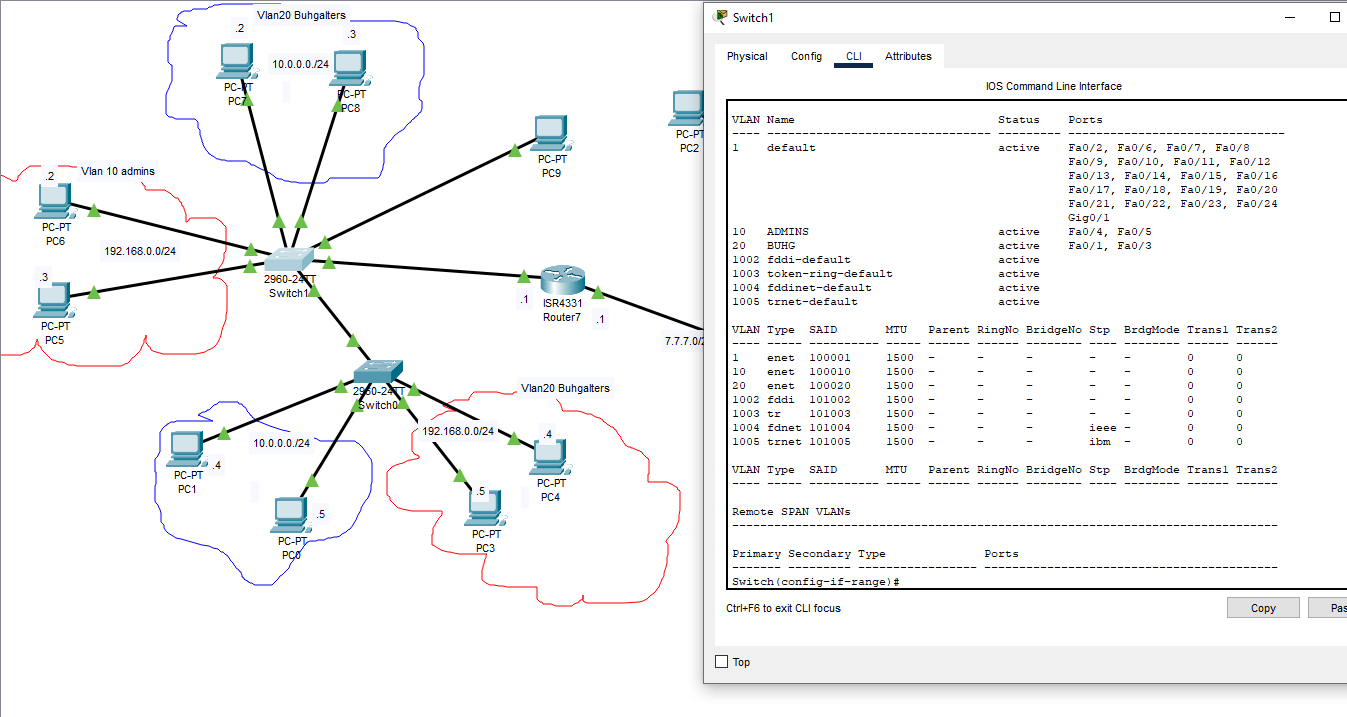 Vlan20 Buhgalters
.2
.3
10.0.0.0/24
PC-PT
PC7
PC-PT
PC8
Vlan 10 admins
.2
PC-PT
PC6
192.168.0.0/24
.3
PC-PT
PC5
PC-PT
PC9
PC-PT
PC2
2960-24TT
Switch1
.1
ISR4331
Router7
.1
7.7.7.0/2
2960-24TT
Switch0
Vlan20 Buhgalters
10.0.0.0./24
192.168.0.0/24
.4
PC-PT
PC1
.5
PC-PT
PC0
.4
PC-PT
PC4
.5
PC-PT
PC3
Switch1
Physical Config CLI Attributes
IOS Command Line Interface
VLAN Name Status Ports
---- -------------------------------- --------- -------------------------------
1 default active Fa0/2, Fa0/6, Fa0/7, Fa0/8
Fa0/9, Fa0/10, Fa0/11, Fa0/12
Fa0/13, Fa0/14, Fa0/15, Fa0/16
Fa0/17, Fa0/18, Fa0/19, Fa0/20
Fa0/21, Fa0/22, Fa0/23, Fa0/24
Gig0/1
10 ADMINS active Fa0/4, Fa0/5
20 BUHG active Fa0/1, Fa0/3
1002 fddi-default active
1003 token-ring-default active
1004 fddinet-default active
1005 trnet-default active
VLAN Type SAID MTU Parent RingNo BridgeNo Stp BrdgMode Trans1 Trans2
---- ----- ---------- ----- ------ ------ -------- ---- -------- ------ ------
1 enet 100001 1500 - - - - - 0 0
10 enet 100010 1500 - - - - - 0 0
20 enet 100020 1500 - - - - - 0 0
1002 fddi 101002 1500 - - - - - 0 0
1003 tr 101003 1500 - - - - - 0 0
1004 fdnet 101004 1500 - - - ieee - 0 0
1005 trnet 101005 1500 - - - ibm - 0 0
VLAN Type SAID MTU Parent RingNo BridgeNo Stp BrdgMode Trans1 Trans2
---- ----- ---------- ----- ------ ------ -------- ---- -------- ------ ------
Remote SPAN VLANs
------------------------------------------------------------------------------
Primary Secondary Type Ports
------- --------- ----------------- ------------------------------------------
Switch(config-if-range)#
Ctrl+F6 to exit CLI focus
Copy
Pas
Top